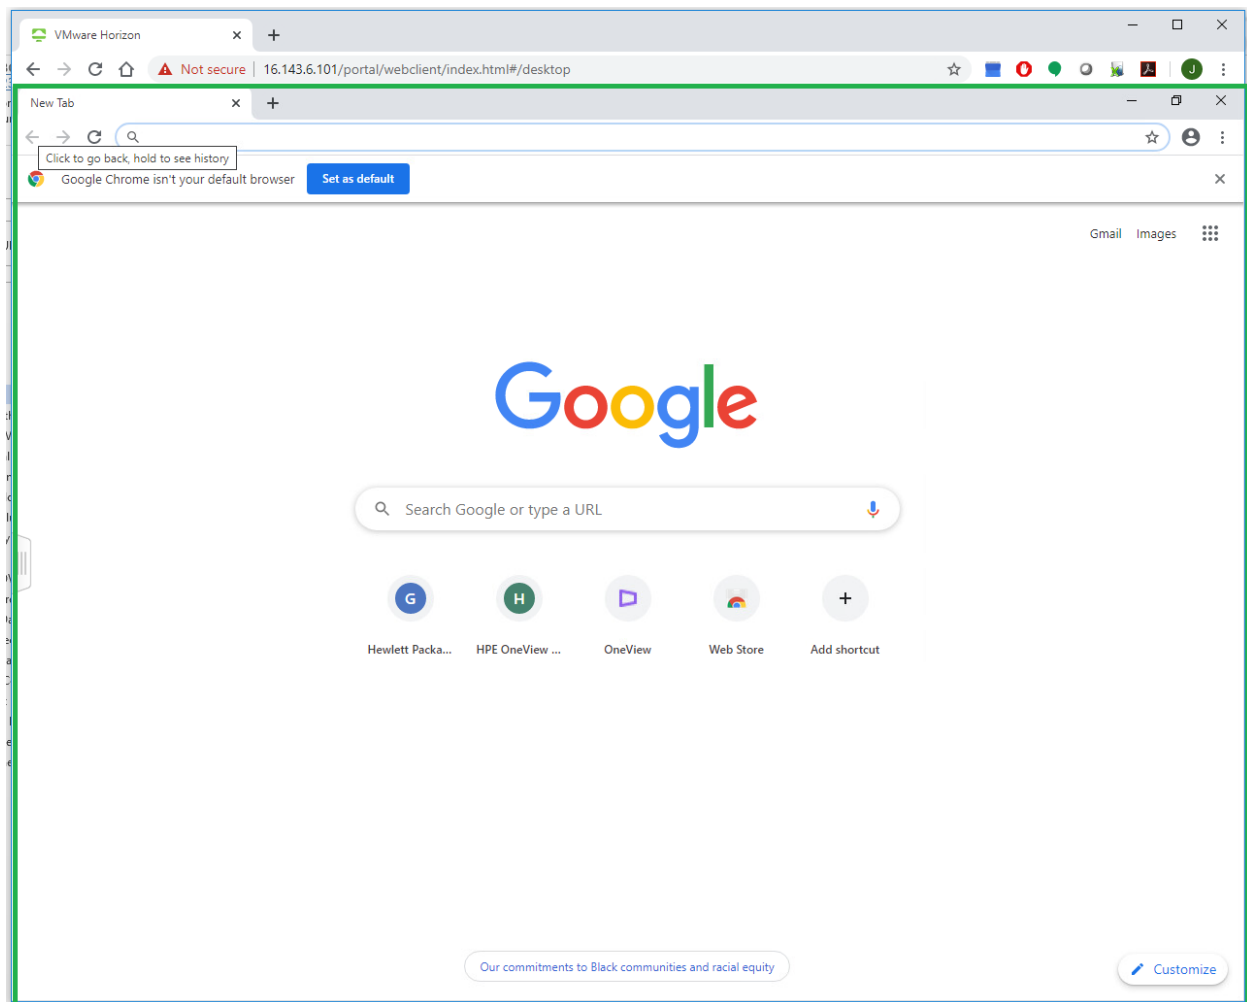 VMware Horizon
Not secure | 16.143.6.101/portal/webclient/index.html#/desktop
J
New Tab
Click to go back, hold to see history
Google Chrome isn't your default browser Set as default
Gmail Images
Google
Search Google or type a URL
G H
Hewlett Packa... HPE OneView ... OneView Web Store Add shortcut
Our commitments to Black communities and racial equity
Customize